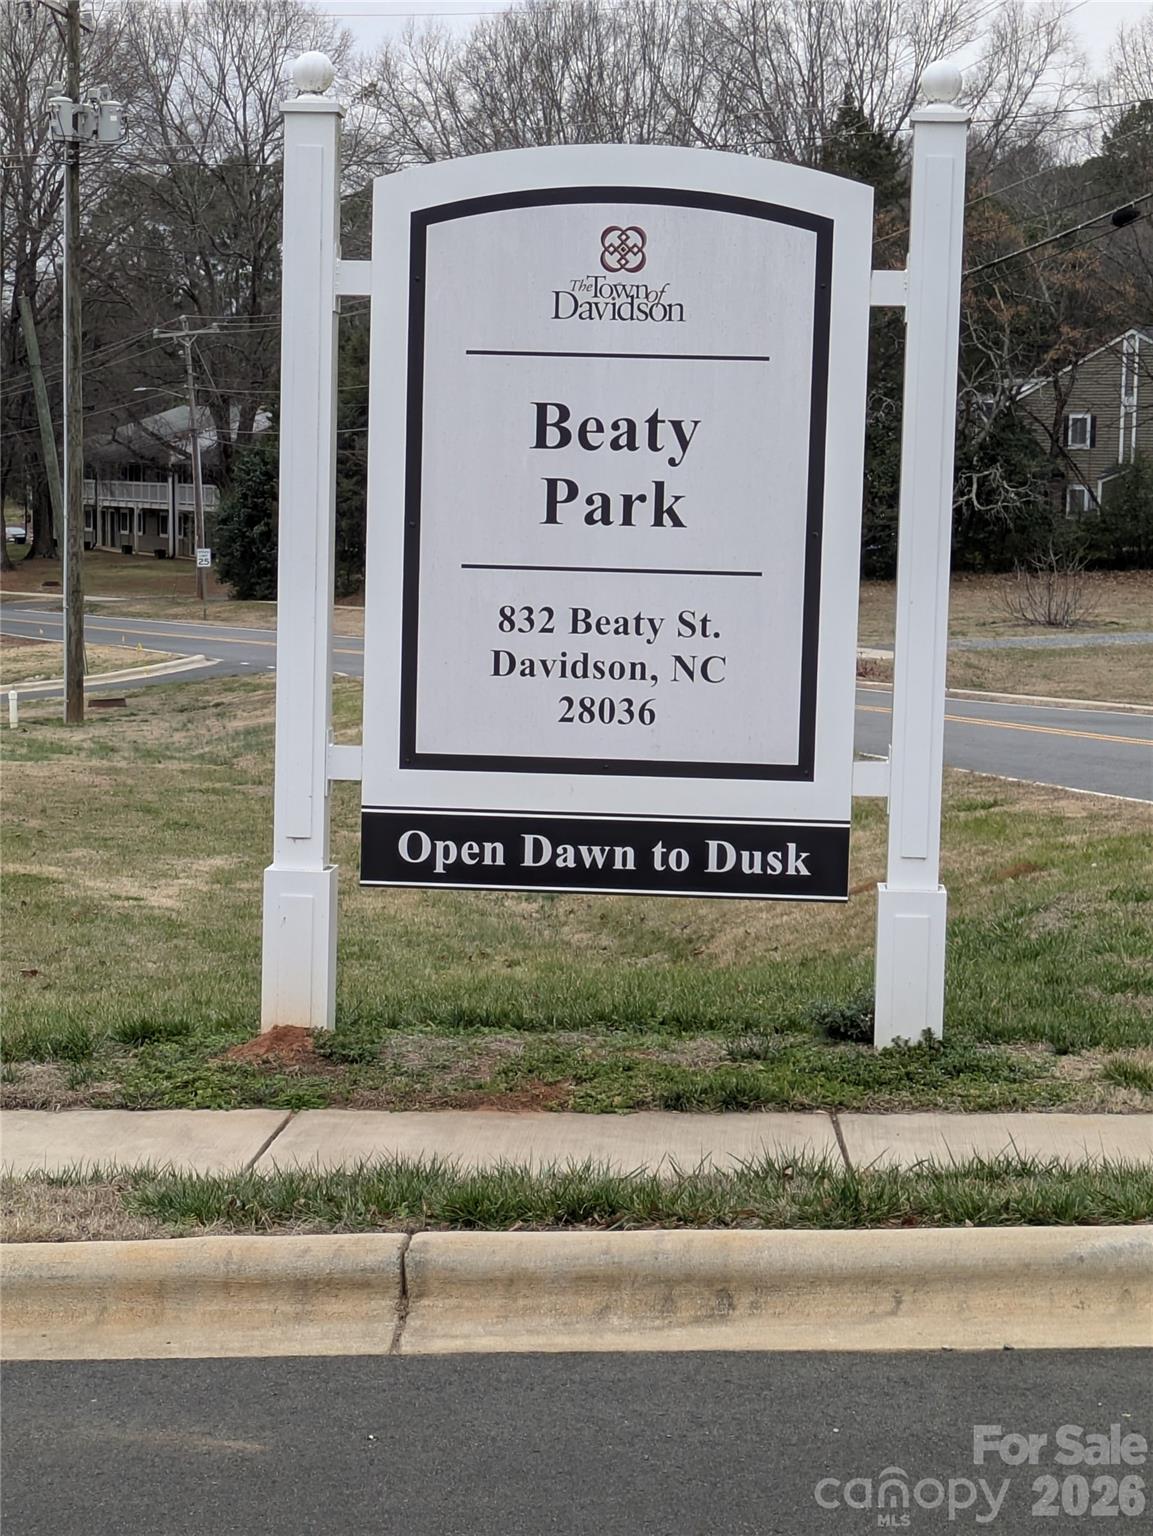 The Town of
Davidson
Beaty
Park
832 Beaty St.
Davidson, NC
28036
Open Dawn to Dusk
25
For Sale
canopy 2026
MLS